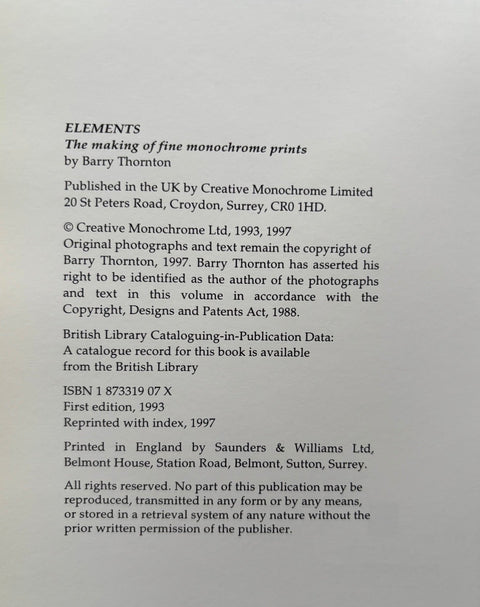 ELEMENTS
The making of fine monochrome prints
by Barry Thornton
Published in the UK by Creative Monochrome Limited
20 St Peters Road, Croydon, Surrey, CR0 1HD.
© Creative Monochrome Ltd, 1993, 1997
Original photographs and text remain the copyright of
Barry Thornton, 1997. Barry Thornton has asserted his
right to be identified as the author of the photographs
and text in this volume in accordance with the
Copyright, Designs and Patents Act, 1988.
British Library Cataloguing-in-Publication Data:
A catalogue record for this book is available
from the British Library
ISBN 1 873319 07 X
First edition, 1993
Reprinted with index, 1997
Printed in England by Saunders & Williams Ltd,
Belmont House, Station Road, Belmont, Sutton, Surrey.
All rights reserved. No part of this publication may be
reproduced, transmitted in any form or by any means,
or stored in a retrieval system of any nature without the
prior written permission of the publisher.